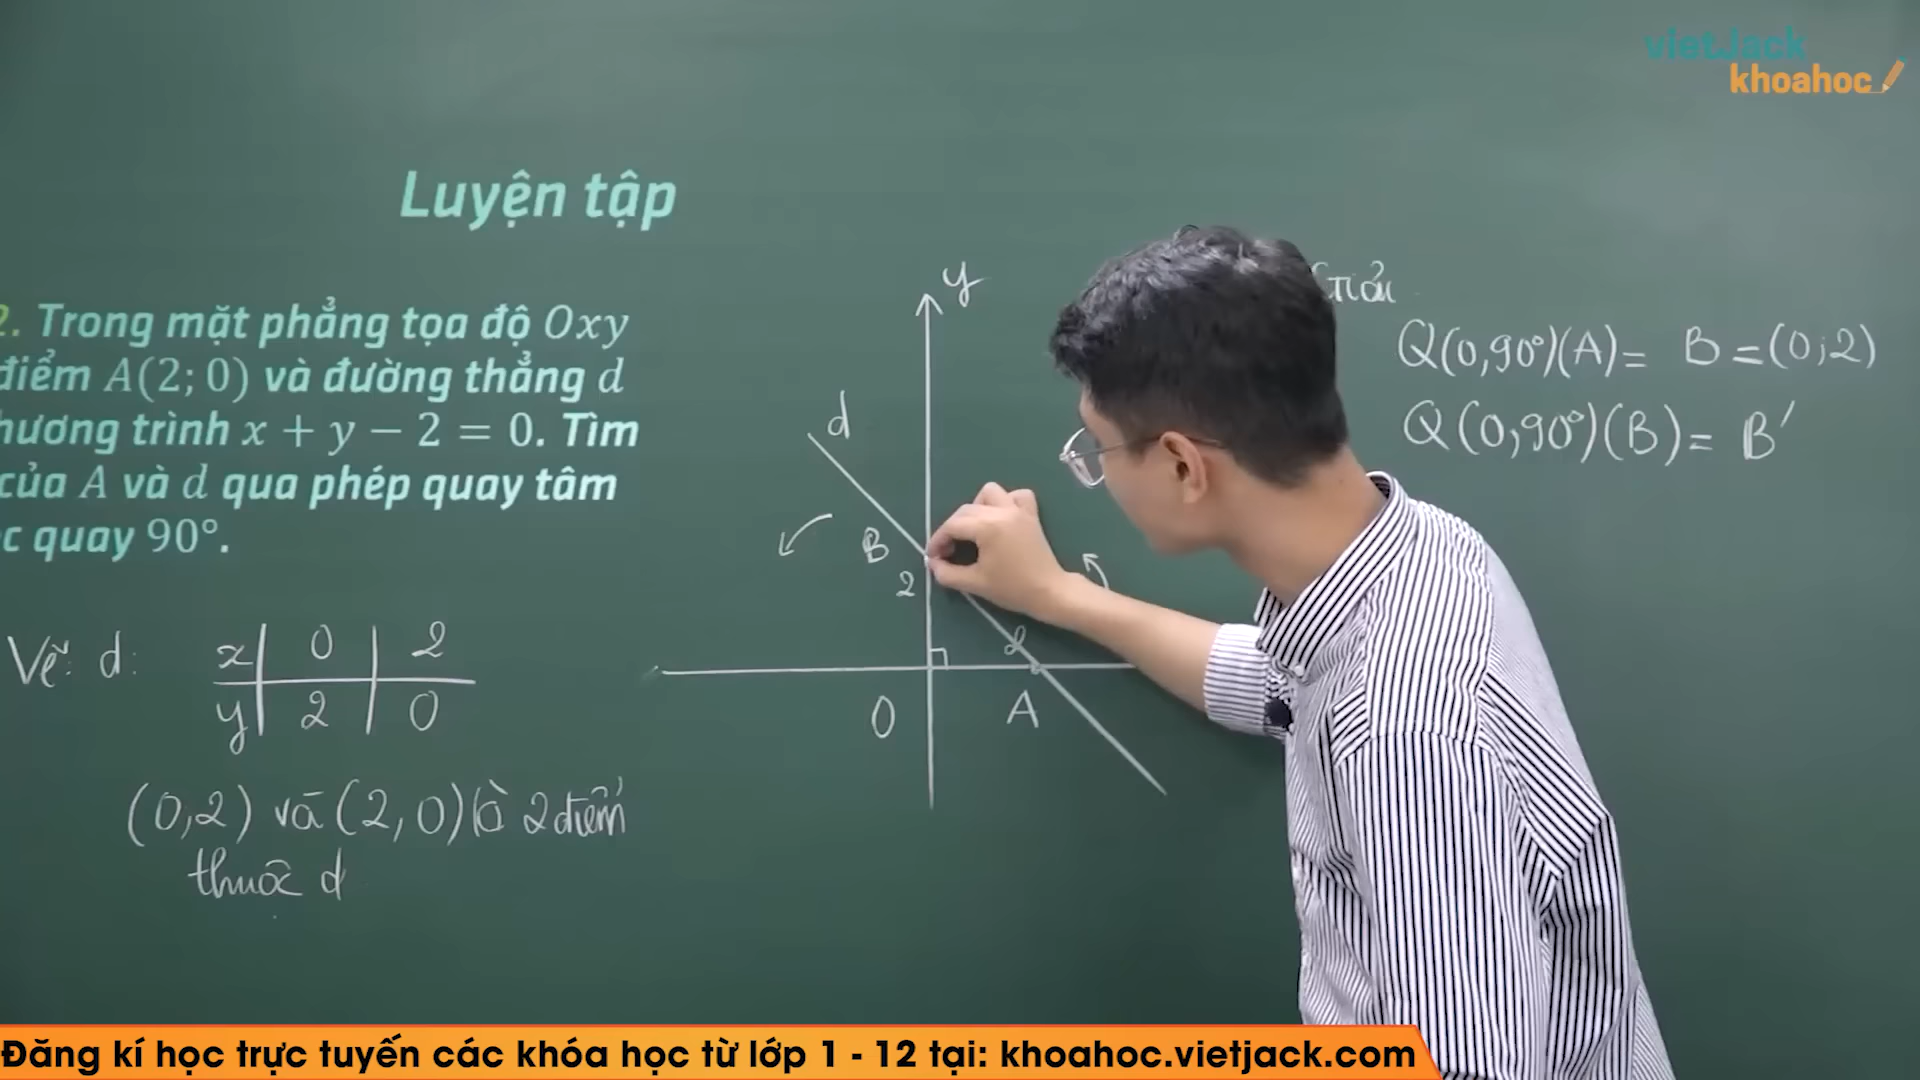 vietJack
khoahoc
Luyện tập
2. Trong mặt phẳng tọa độ Oxy
điểm A(2; 0) và đường thẳng d
hương trình x + y − 2 = 0. Tìm
của A và d qua phép quay tâm
c quay 90°.
Vẽ: d:
x | 0 | 2
y | 2 | 0
(0,2) và (2,0) là 2 điểm
thuộc d
y
d
B
2
2
O
A
Q(0,90°)(A) = B = (0;2)
Q(0,90°)(B) = B'
Đăng kí học trực tuyến các khóa học từ lớp 1 - 12 tại: khoahoc.vietjack.com